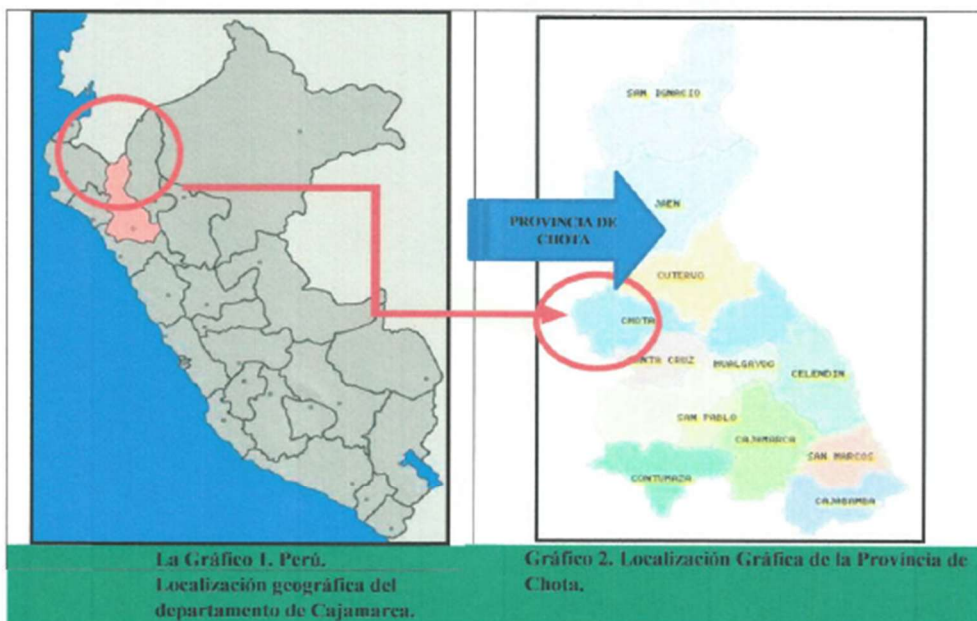 SAN IGNACIO
JAEN
PROVINCIA DE
CHOTA
CUTERVO
CHOTA
NTA CRUZ
HUALGAYOC
CELENDIN
SAN PABLO
CAJAMARCA
SAN MARCOS
CONTUMAZA
CAJABAMBA
La Gráfico 1. Perú.
Localización geográfica del
departamento de Cajamarca.
Gráfico 2. Localización Gráfica de la Provincia de
Chota.